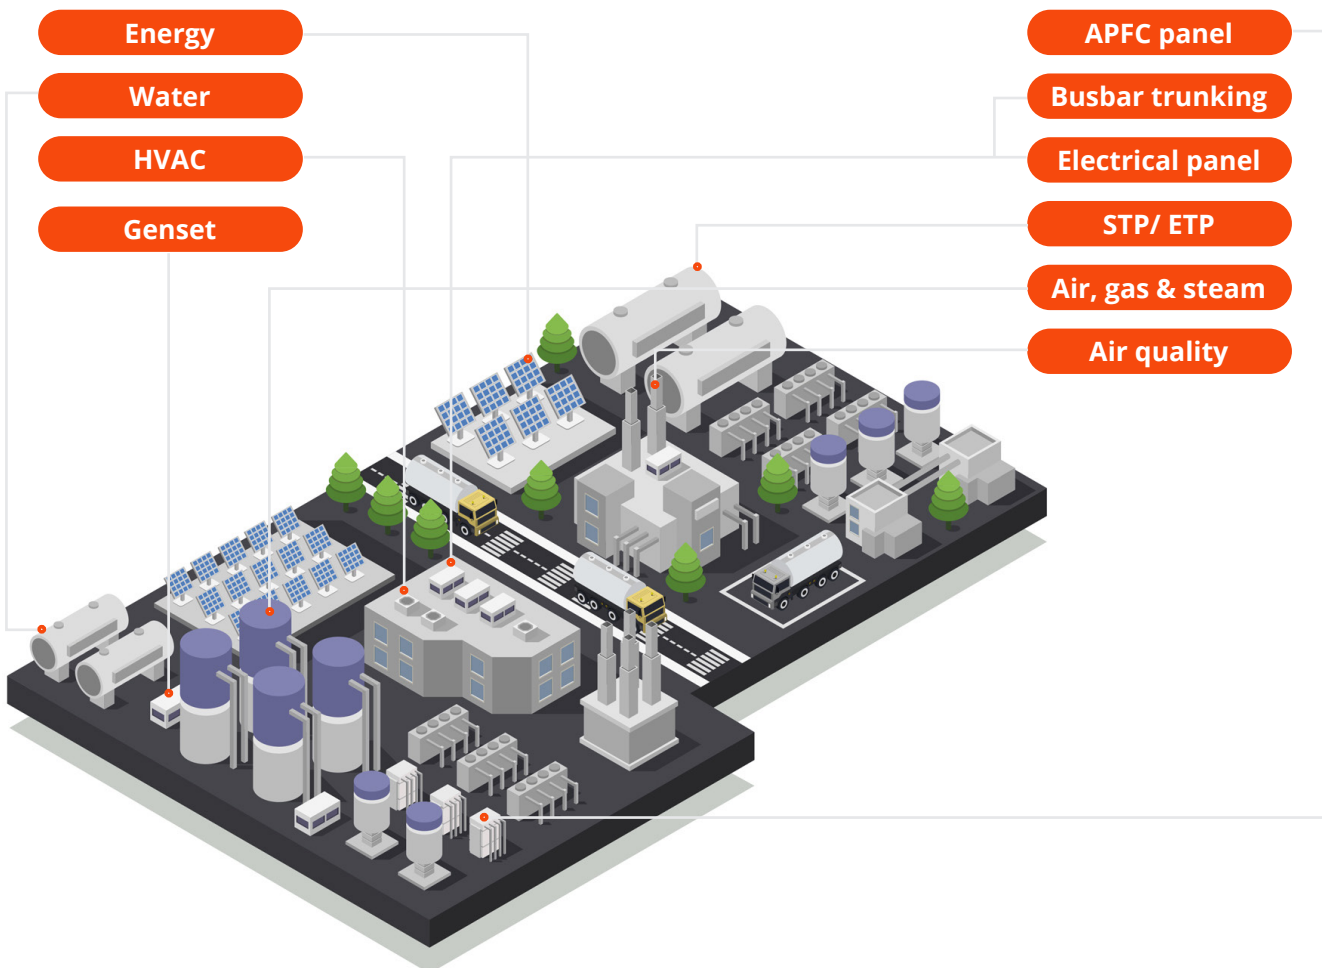 Energy
Water
HVAC
Genset
APFC panel
Busbar trunking
Electrical panel
STP/ ETP
Air, gas & steam
Air quality